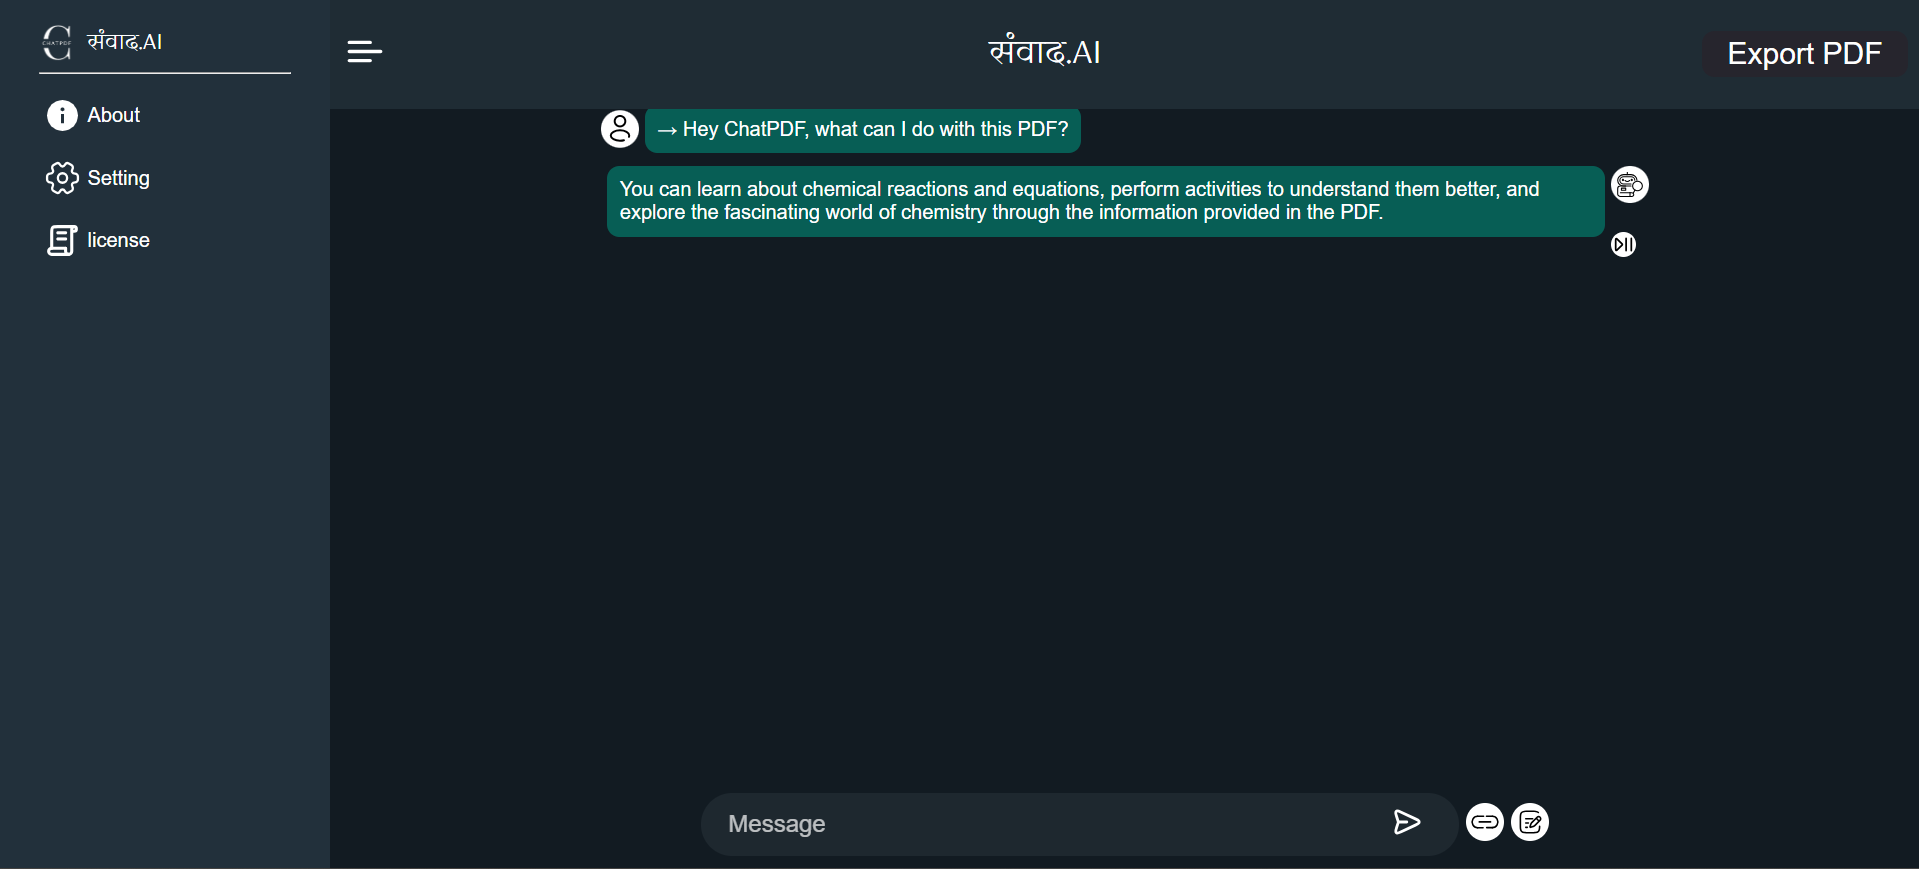 CHATPDF
संवाद.AI
About
Setting
license
संवाद.AI
Export PDF
→ Hey ChatPDF, what can I do with this PDF?
You can learn about chemical reactions and equations, perform activities to understand them better, and
explore the fascinating world of chemistry through the information provided in the PDF.
Message